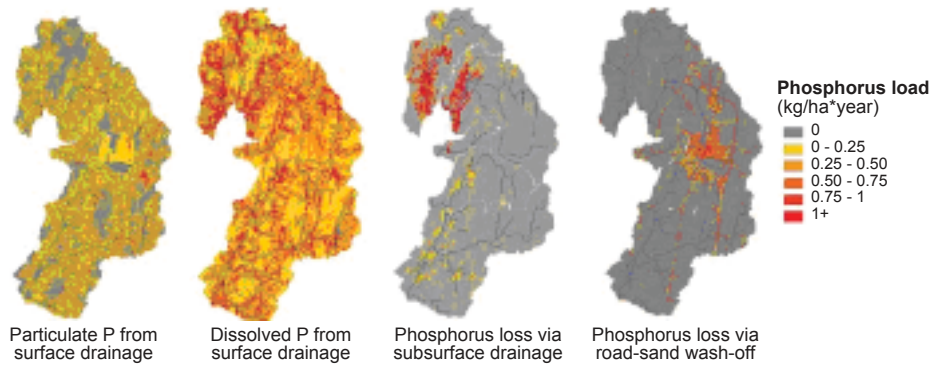 Phosphorus load
(kg/ha*year)
0
0 - 0.25
0.25 - 0.50
0.50 - 0.75
0.75 - 1
1+
Particulate P from
surface drainage
Dissolved P from
surface drainage
Phosphorus loss via
subsurface drainage
Phosphorus loss via
road-sand wash-off